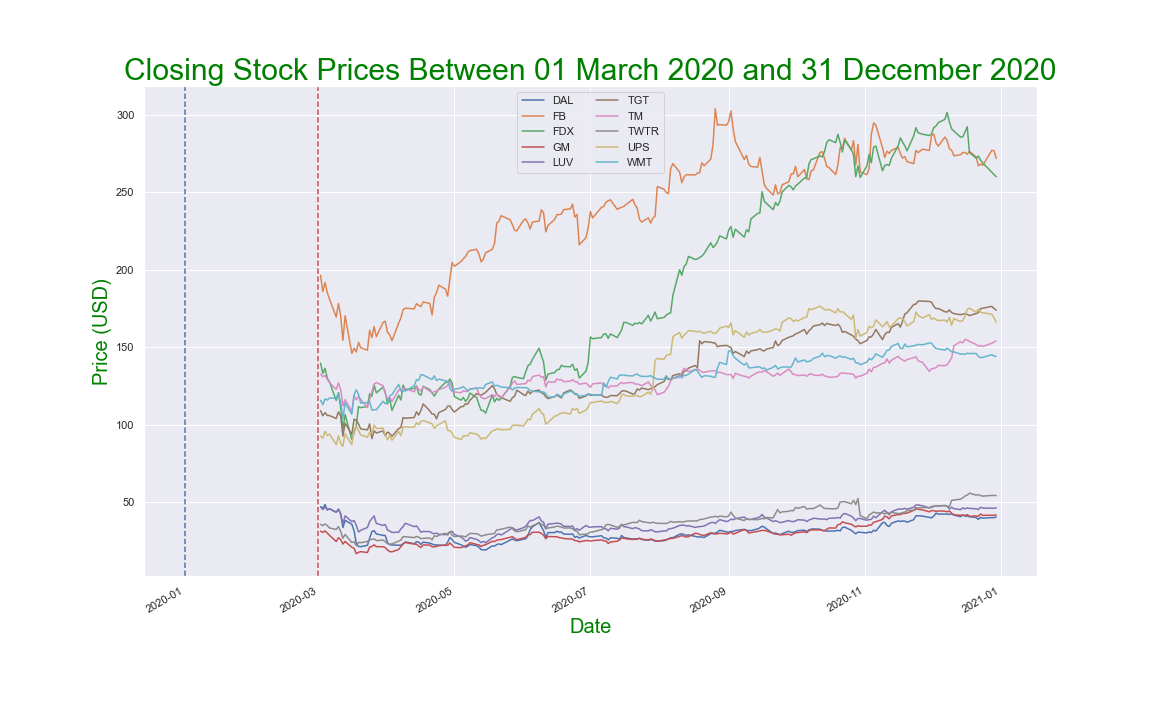 Closing Stock Prices Between 01 March 2020 and 31 December 2020
DAL TGT
FB TM
FDX TWTR
GM UPS
LUV WMT
300
250
200
150
100
50
Price (USD)
2020-01 2020-03 2020-05 2020-07 2020-09 2020-11 2021-01
Date